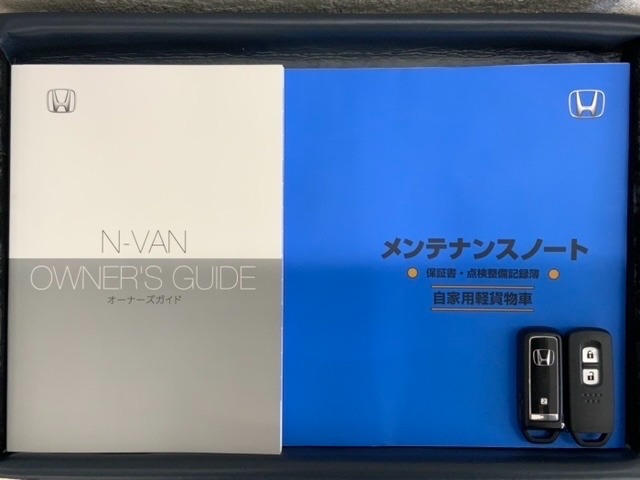 N-VAN
OWNER'S GUIDE
オーナーズガイド
メンテナンスノート
保証書・点検整備記録簿
自家用軽貨物車